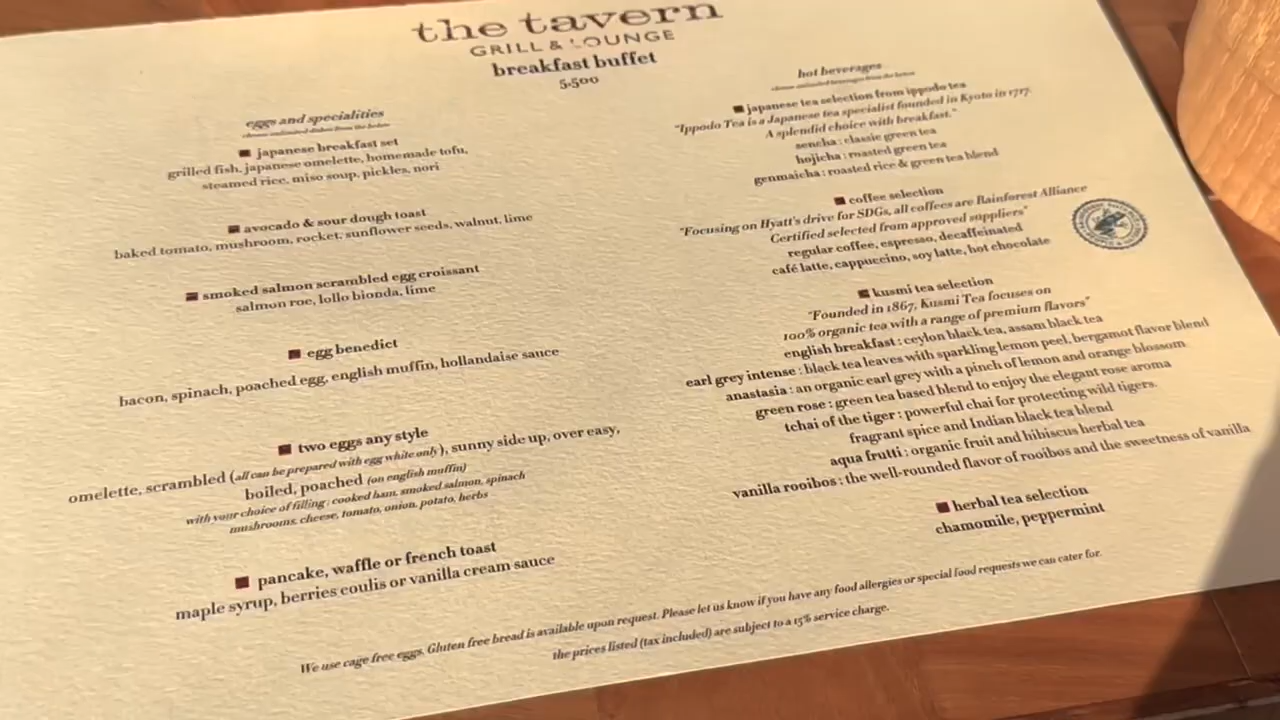 the tavern
GRILL & LOUNGE
breakfast buffet
5,500
eggs and specialities
choose unlimited dishes from the below
japanese breakfast set
grilled fish, japanese omelette, homemade tofu,
steamed rice, miso soup, pickles, nori
avocado & sour dough toast
baked tomato, mushroom, rocket, sunflower seeds, walnut, lime
smoked salmon scrambled egg croissant
salmon roe, lollo bionda, lime
egg benedict
bacon, spinach, poached egg, english muffin, hollandaise sauce
two eggs any style
omelette, scrambled (all can be prepared with egg white only), sunny side up, over easy,
boiled, poached (on english muffin)
with your choice of filling : cooked ham, smoked salmon, spinach
mushrooms, cheese, tomato, onion, potato, herbs
pancake, waffle or french toast
maple syrup, berries coulis or vanilla cream sauce
hot beverages
choose unlimited beverages from the below
japanese tea selection from ippodo tea
"Ippodo Tea is a Japanese tea specialist founded in Kyoto in 1717.
A splendid choice with breakfast."
sencha : classic green tea
hojicha : roasted green tea
genmaicha : roasted rice & green tea blend
coffee selection
"Focusing on Hyatt's drive for SDGs, all coffees are Rainforest Alliance
Certified selected from approved suppliers"
regular coffee, espresso, decaffeinated
café latte, cappuccino, soy latte, hot chocolate
kusmi tea selection
"Founded in 1867, Kusmi Tea focuses on
100% organic tea with a range of premium flavors"
english breakfast : ceylon black tea, assam black tea
earl grey intense : black tea leaves with sparkling lemon peel, bergamot flavor blend
anastasia : an organic earl grey with a pinch of lemon and orange blossom
green rose : green tea based blend to enjoy the elegant rose aroma
tchai of the tiger : powerful chai for protecting wild tigers.
fragrant spice and Indian black tea blend
aqua frutti : organic fruit and hibiscus herbal tea
vanilla rooibos : the well-rounded flavor of rooibos and the sweetness of vanilla
herbal tea selection
chamomile, peppermint
We use cage free eggs. Gluten free bread is available upon request. Please let us know if you have any food allergies or special food requests we can cater for.
the prices listed (tax included) are subject to a 15% service charge.